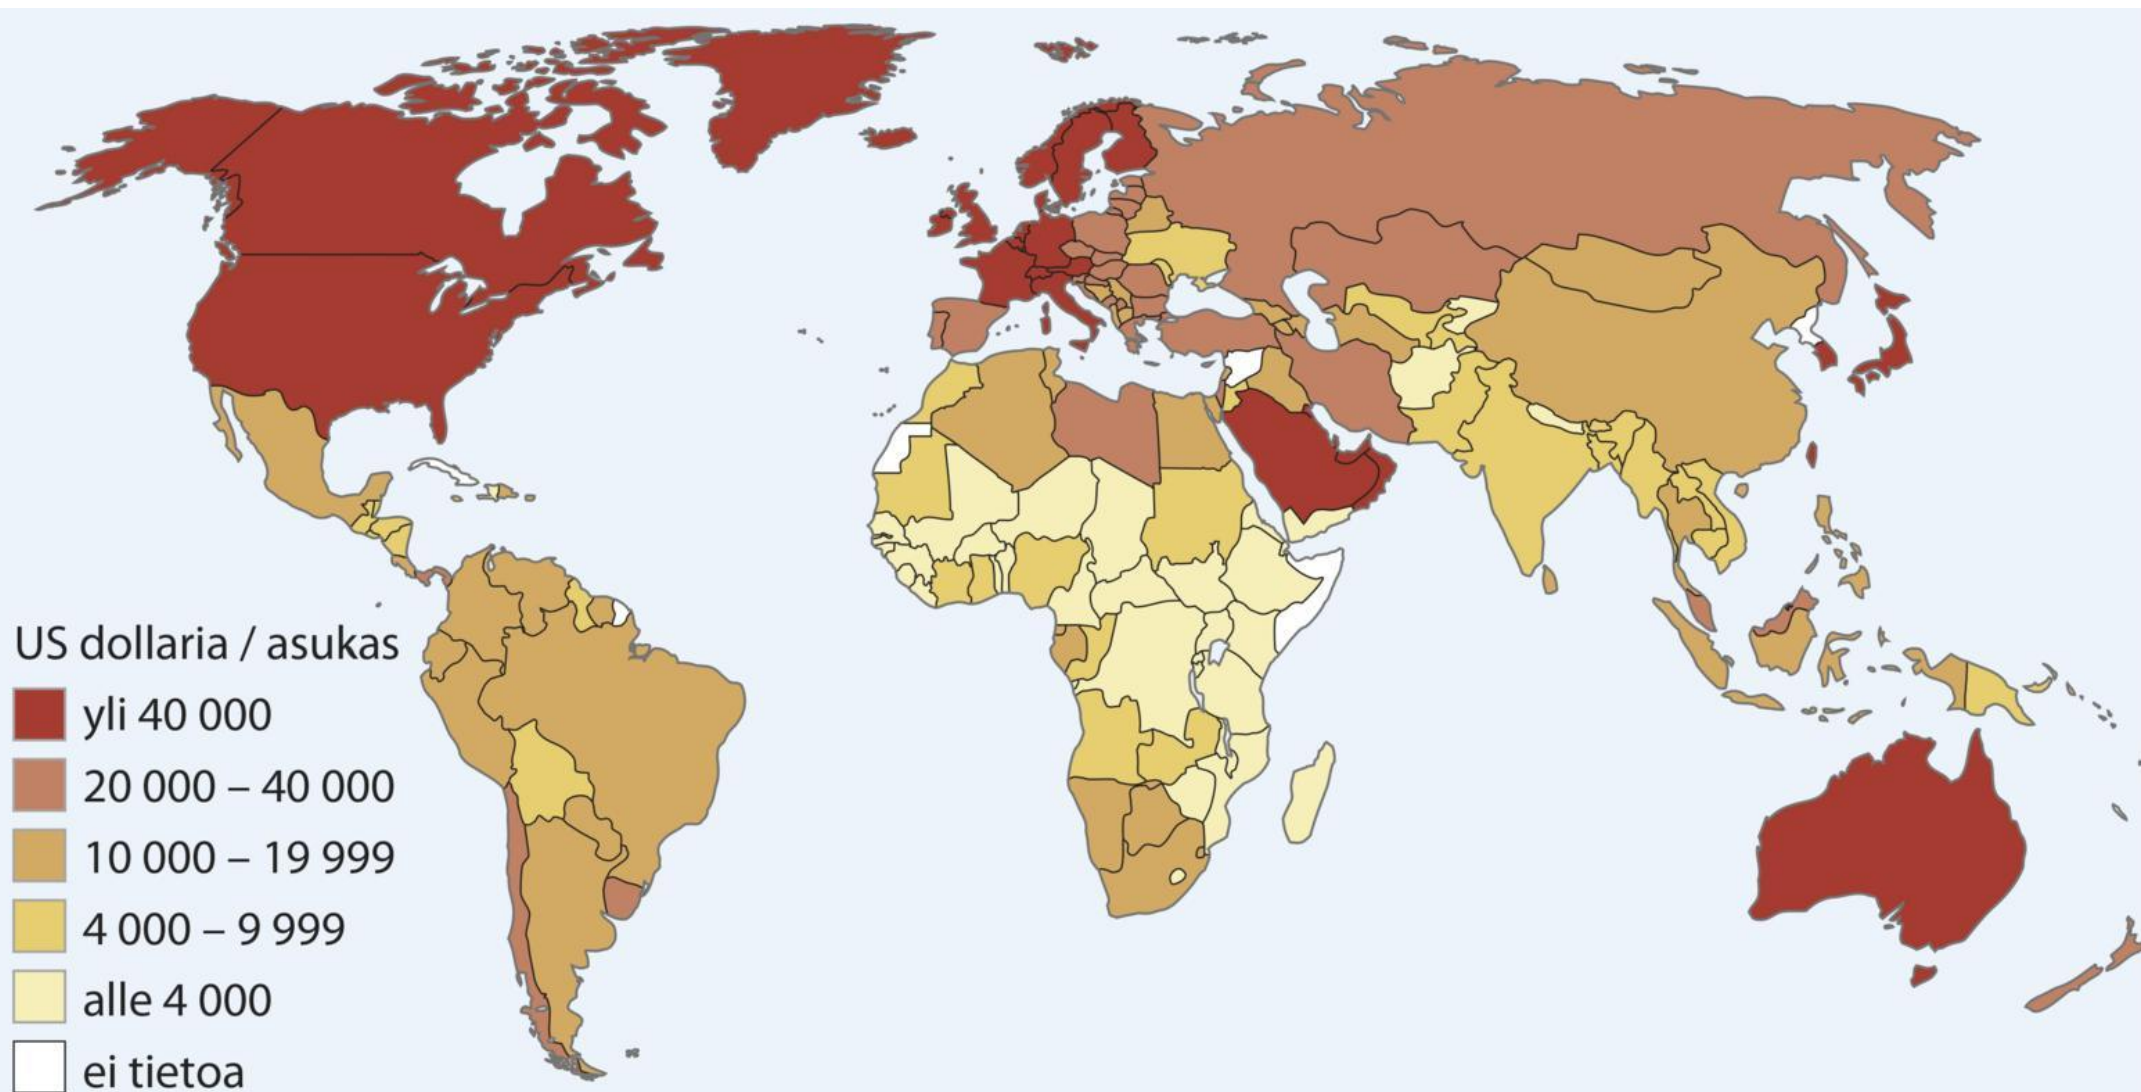 US dollaria / asukas
yli 40 000
20 000 – 40 000
10 000 – 19 999
4 000 – 9 999
alle 4 000
ei tietoa